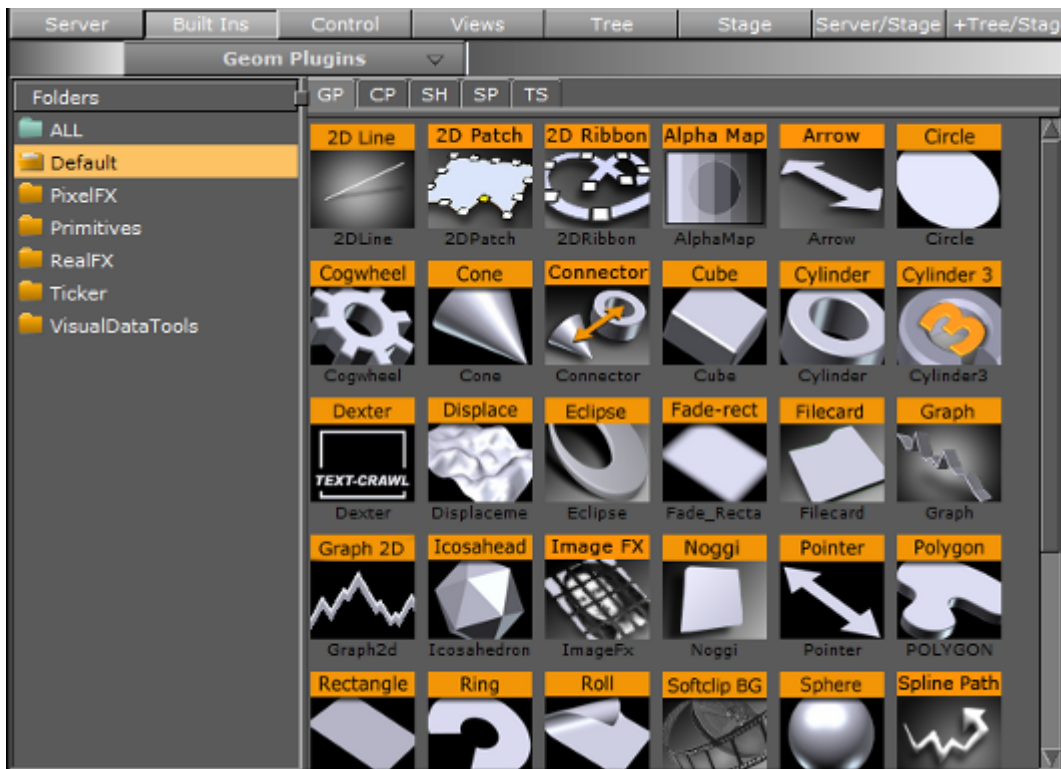 Server Built Ins Control Views Tree Stage Server/Stage +Tree/Stag
Geom Plugins
Folders
GP CP SH SP TS
ALL
Default
PixelFX
Primitives
RealFX
Ticker
VisualDataTools
2D Line 2D Patch 2D Ribbon Alpha Map Arrow Circle
2DLine 2DPatch 2DRibbon AlphaMap Arrow Circle
Cogwheel Cone Connector Cube Cylinder Cylinder 3
3
Cogwheel Cone Connector Cube Cylinder Cylinder3
Dexter Displace Eclipse Fade-rect Filecard Graph
TEXT-CRAWL
Dexter Displaceme Eclipse Fade_Recta Filecard Graph
Graph 2D Icosahead Image FX Noggi Pointer Polygon
Graph2d Icosahedron ImageFx Noggi Pointer POLYGON
Rectangle Ring Roll Softclip BG Sphere Spline Path